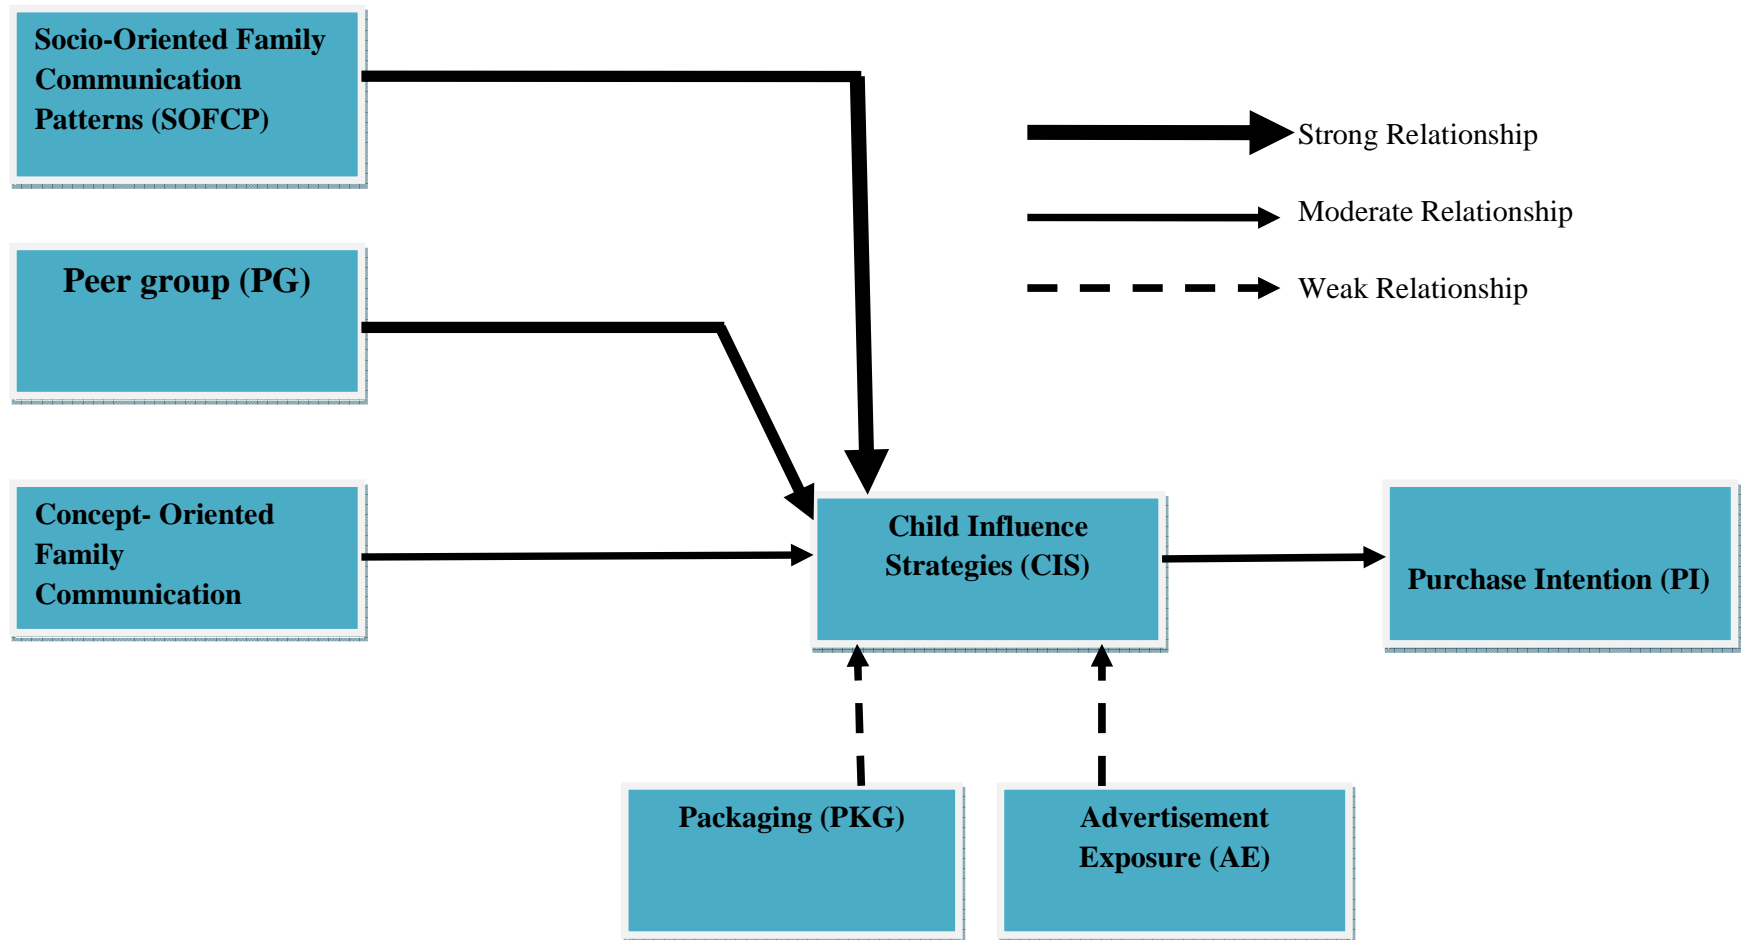 Socio-Oriented Family
Communication
Patterns (SOFCP)
Strong Relationship
Moderate Relationship
Weak Relationship
Peer group (PG)
Concept- Oriented
Family
Communication
Child Influence
Strategies (CIS)
Purchase Intention (PI)
Packaging (PKG)
Advertisement
Exposure (AE)